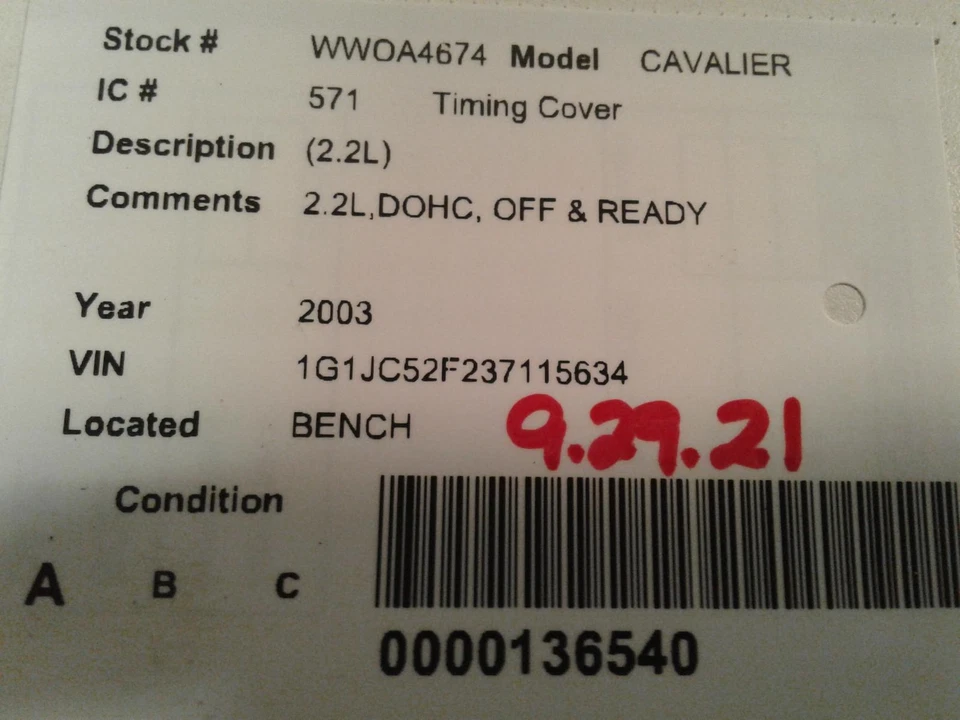 Stock # WWOA4674 Model CAVALIER
IC # 571 Timing Cover
Description (2.2L)
Comments 2.2L,DOHC, OFF & READY
Year 2003
VIN 1G1JC52F237115634
Located BENCH 9.29.21
Condition
A B C
0000136540